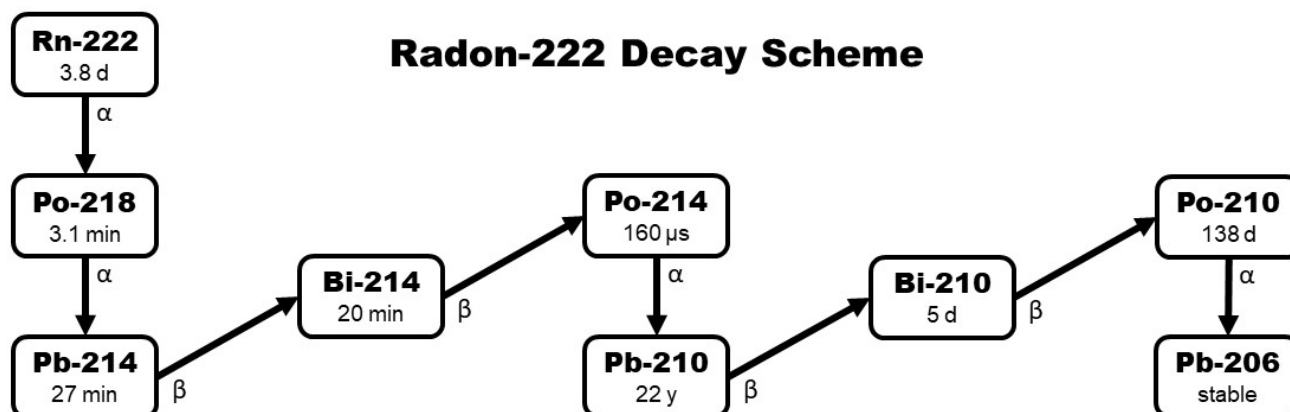 Radon-222 Decay Scheme
Rn-222
3.8 d
α
Po-218
3.1 min
α
Pb-214
27 min
β
Bi-214
20 min
β
Po-214
160 µs
α
Pb-210
22 y
β
Bi-210
5 d
β
Po-210
138 d
α
Pb-206
stable